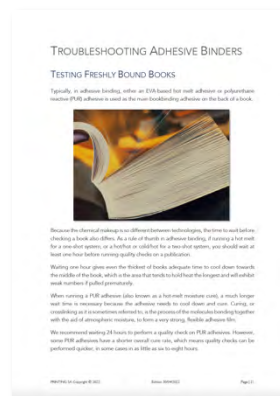 TROUBLESHOOTING ADHESIVE BINDERS
TESTING FRESHLY BOUND BOOKS
Typically, in adhesive binding, either an EVA-based hot melt adhesive or polyurethane
reactive (PUR) adhesive is used as the main bookbinding adhesive on the back of a book.
Because the chemical makeup is so different between technologies, the time to wait before
checking a book also differs. As a rule of thumb in adhesive binding, if running a hot melt
for a one-shot system, or a hot/hot or cold/hot for a two-shot system, you should wait at
least one hour before running quality checks on a publication.
Waiting one hour gives even the thickest of books adequate time to cool down towards
the middle of the book, which is the area that tends to hold heat the longest and will exhibit
weak numbers if pulled prematurely.
When running a PUR adhesive (also known as a hot-melt moisture cure), a much longer
wait time is necessary because the adhesive needs to cool down and cure. Curing, or
crosslinking as it is sometimes referred to, is the process of the molecules bonding together
with the aid of atmospheric moisture, to form a very strong, flexible adhesive film.
We recommend waiting 24 hours to perform a quality check on PUR adhesives. However,
some PUR adhesives have a shorter overall cure rate, which means quality checks can be
performed quicker, in some cases in as little as six to eight hours.
Copyright © 2022